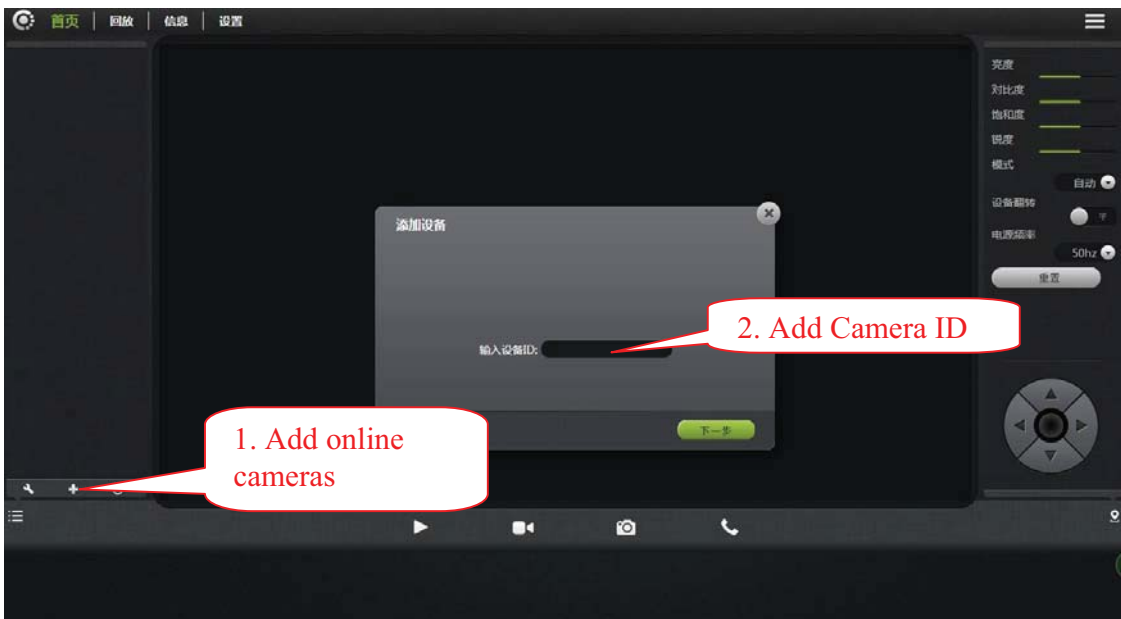 首页 | 回放 | 信息 | 设置
亮度
对比度
饱和度
锐度
模式
自动
设备翻转
平
电源频率
50hz
重置
添加设备
输入设备ID:
下一步
2. Add Camera ID
1. Add online
cameras